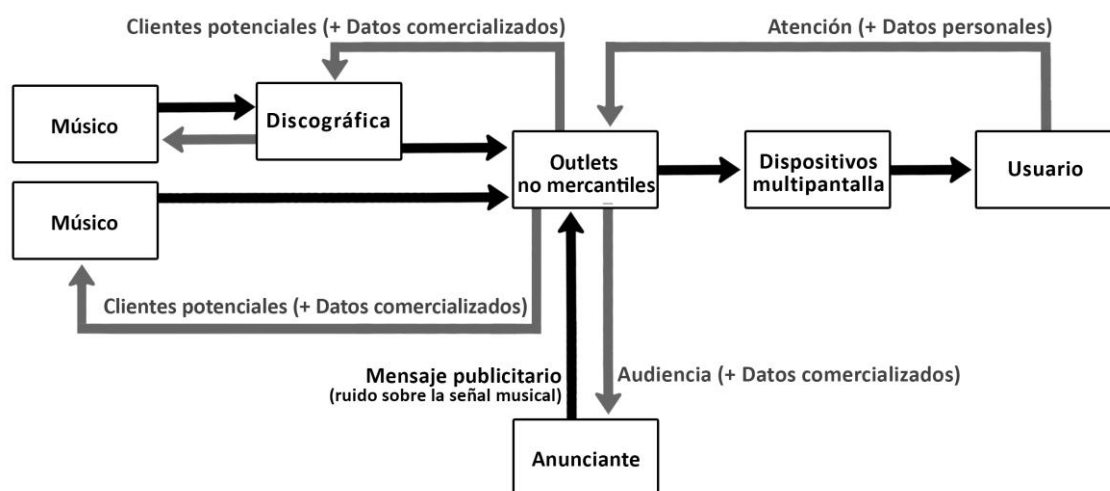 Clientes potenciales (+ Datos comercializados)
Atención (+ Datos personales)
Músico
Discográfica
Outlets
no mercantiles
Dispositivos
multipantalla
Usuario
Músico
Clientes potenciales (+ Datos comercializados)
Mensaje publicitario
(ruido sobre la señal musical)
Audiencia (+ Datos comercializados)
Anunciante